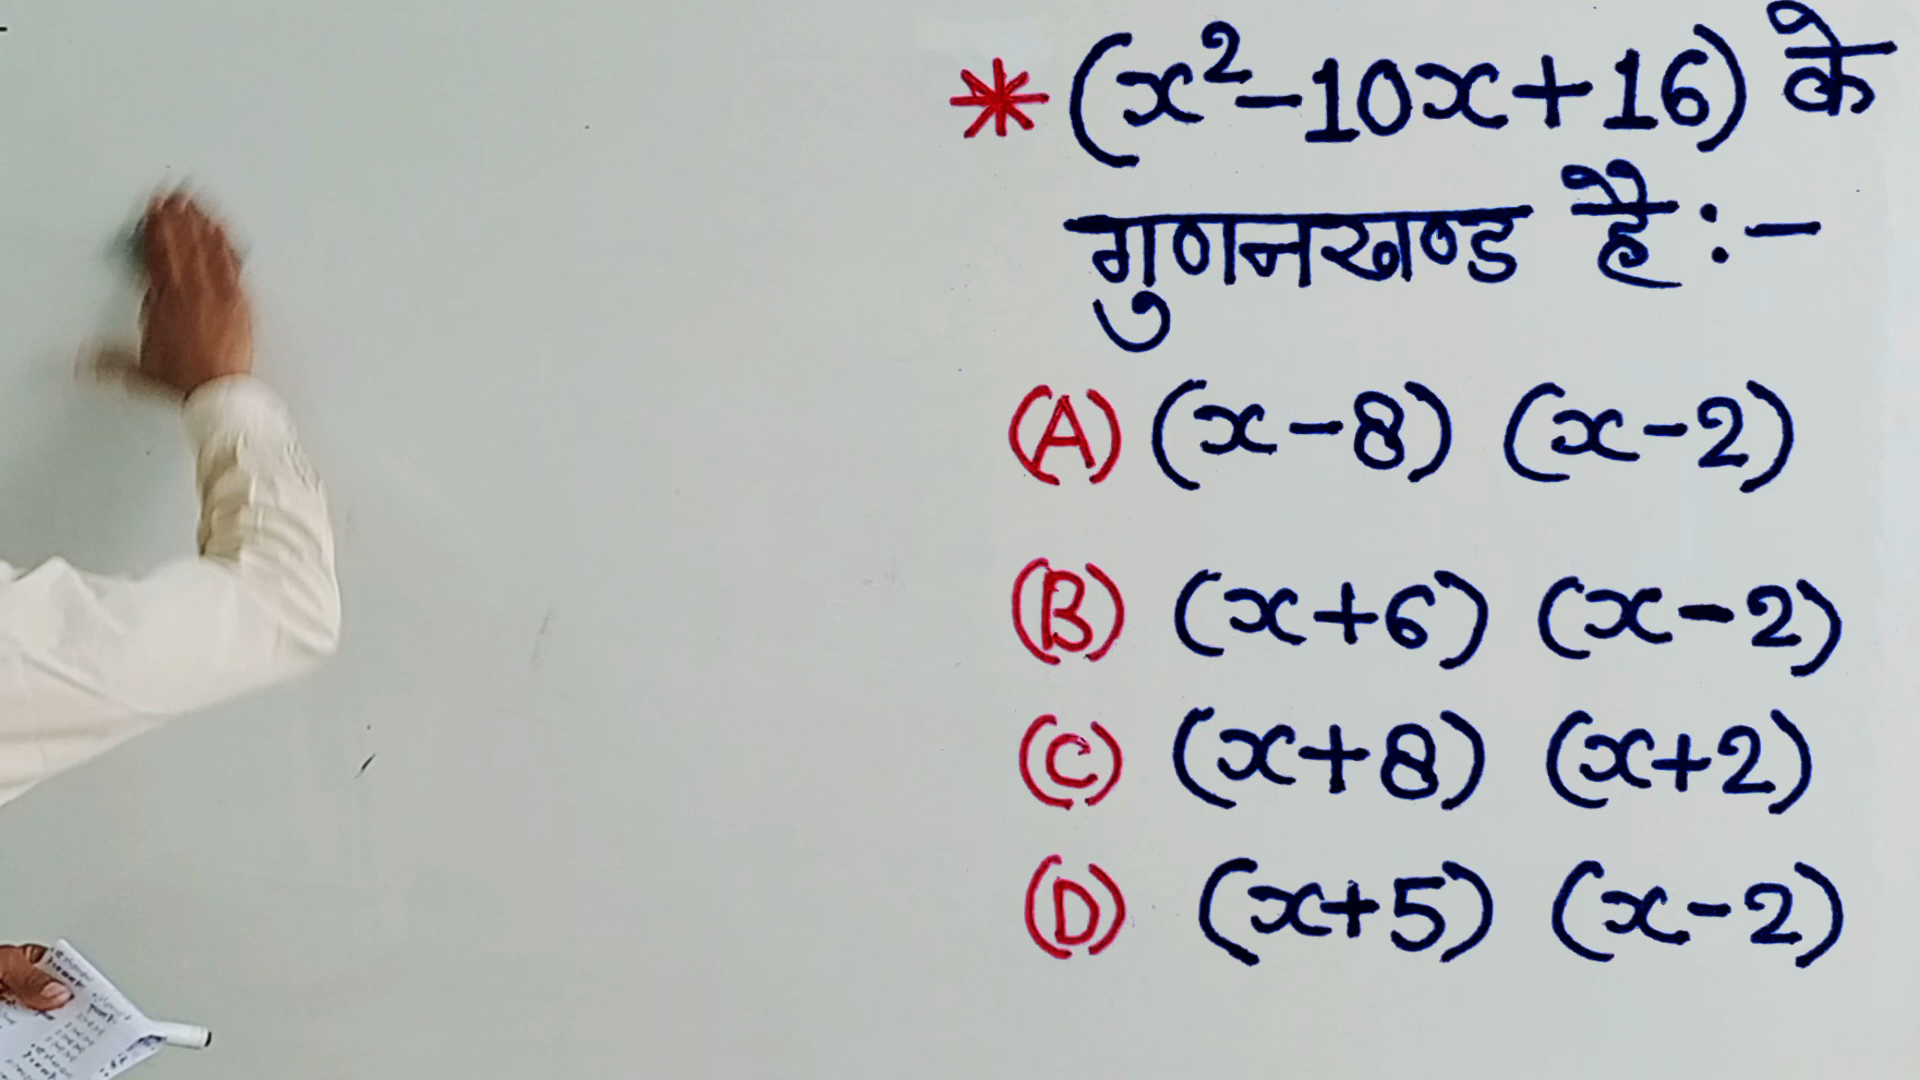 * (x²-10x+16) के
गुणनखण्ड है :-
(A) (x-8) (x-2)
(B) (x+6) (x-2)
(C) (x+8) (x+2)
(D) (x+5) (x-2)